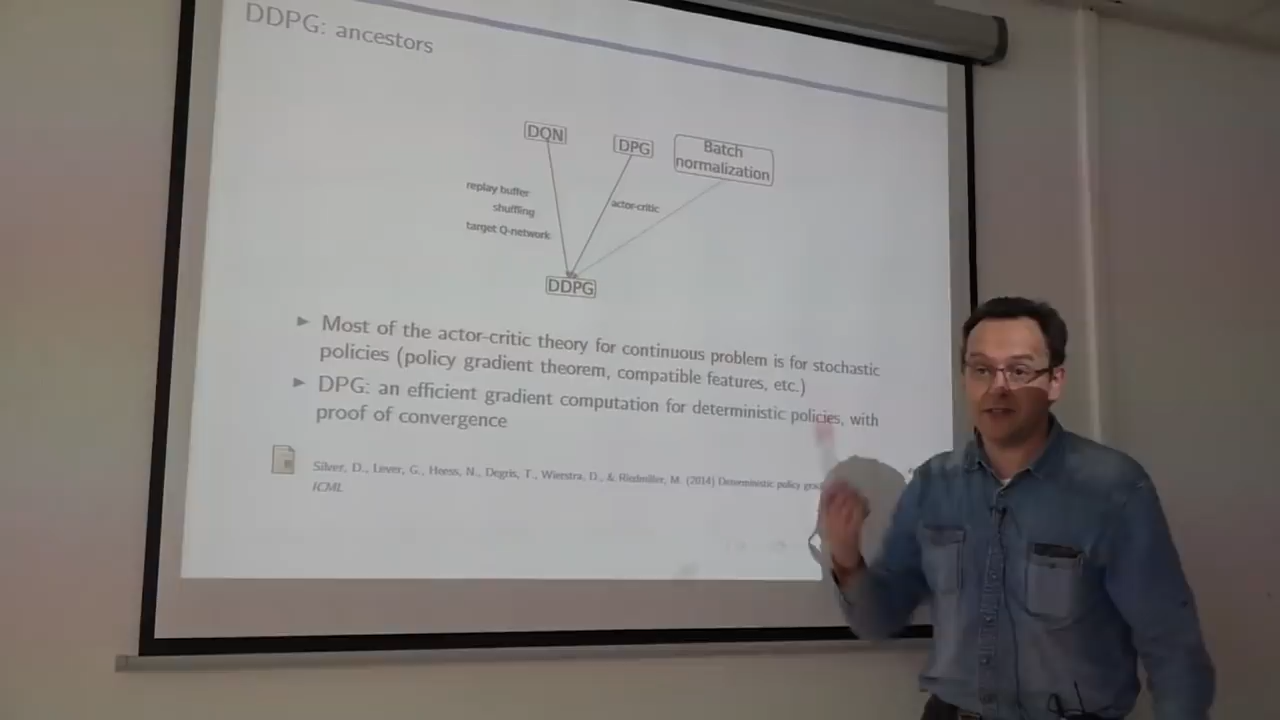 DDPG: ancestors
DQN
DPG
Batch
normalization
replay buffer
shuffling
target Q-network
actor-critic
DDPG
Most of the actor-critic theory for continuous problem is for stochastic
policies (policy gradient theorem, compatible features, etc.)
DPG: an efficient gradient computation for deterministic policies, with
proof of convergence
Silver, D., Lever, G., Heess, N., Degris, T., Wierstra, D., & Riedmiller, M. (2014) Deterministic policy
ICML